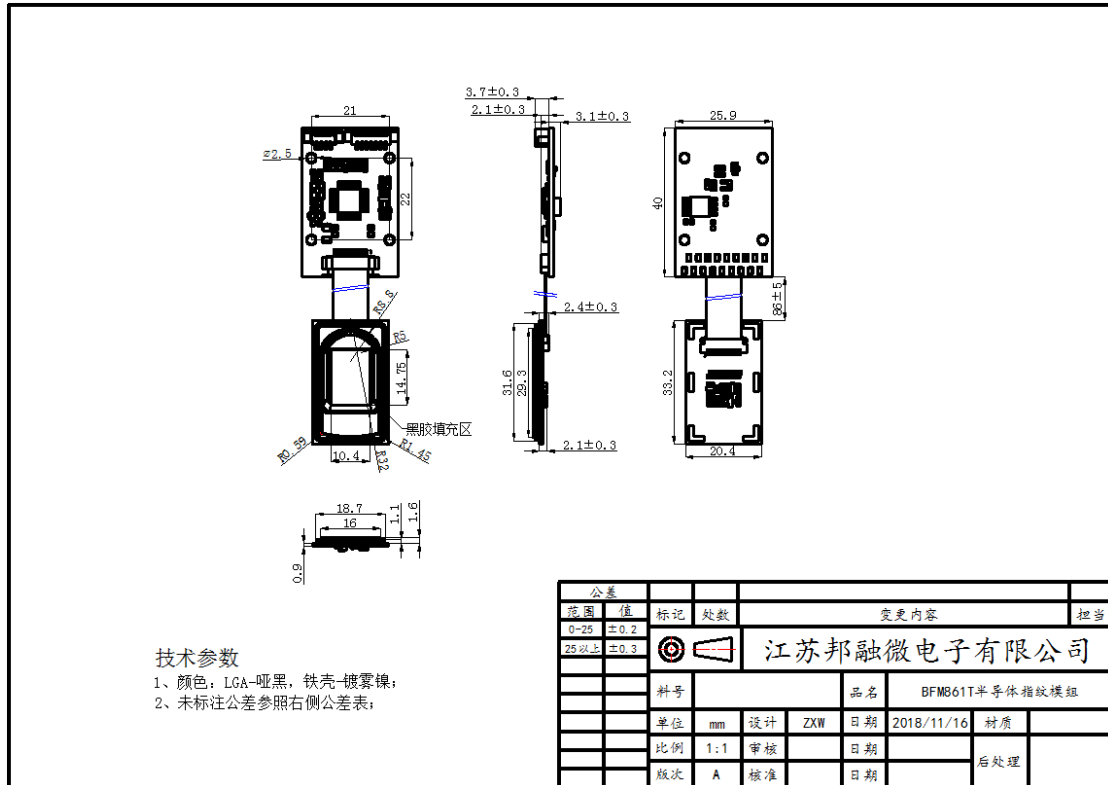 3.7±0.3
2.1±0.3
3.1±0.3
21
25.9
⌀2.5
22
40
86±5
R8.8
R5
14.75
2.4±0.3
31.6
29.3
33.2
黑胶填充区
R0.59
10.4
R32
R1.45
2.1±0.3
20.4
18.7
16
1.1
1.6
0.9
技术参数
1、颜色：LGA-哑黑，铁壳-镀雾镍；
2、未标注公差参照右侧公差表；
公差
范围 值 标记 处数 变更内容 担当
0-25 ±0.2
25以上 ±0.3
江苏邦融微电子有限公司
料号 品名 BFM861T半导体指纹模组
单位 mm 设计 ZXW 日期 2018/11/16 材质
比例 1:1 审核 日期 后处理
版次 A 核准 日期